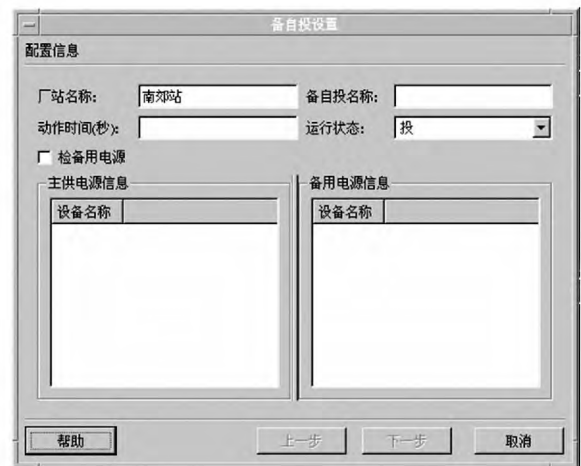 备自投设置
配置信息
厂站名称: 南郊站 备自投名称:
动作时间(秒): 运行状态: 投
检备用电源
主供电源信息 备用电源信息
设备名称 设备名称
帮助 上一步 下一步 取消